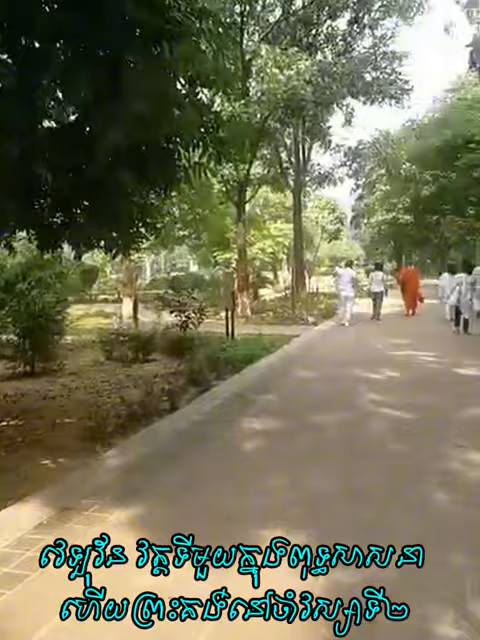 វេឡុវ័ន វត្តទីមួយក្នុងពុទ្ធសាសនា
ហើយ ព្រះគង់នៅចាំវស្សាទី២